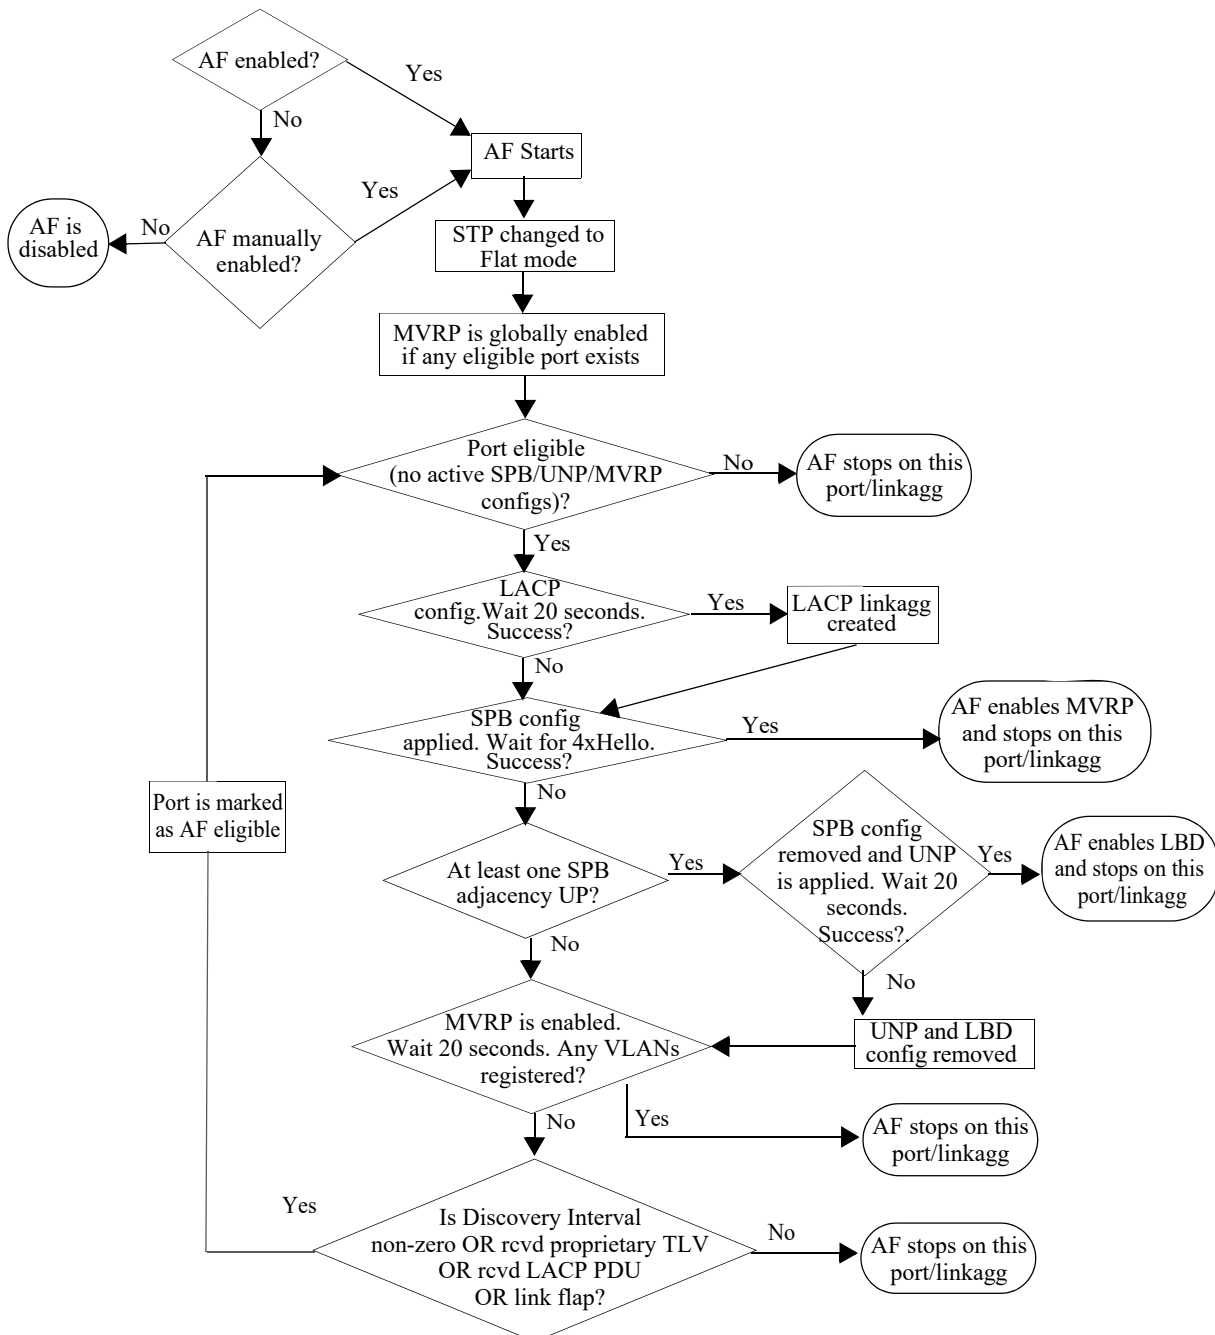 AF enabled?
Yes
No
AF Starts
Yes
AF is
disabled
No
AF manually
enabled?
STP changed to
Flat mode
MVRP is globally enabled
if any eligible port exists
Port eligible
(no active SPB/UNP/MVRP
configs)?
No
AF stops on this
port/linkagg
Yes
LACP
config.Wait 20 seconds.
Success?
Yes
LACP linkagg
created
No
SPB config
applied. Wait for 4xHello.
Success?
Yes
AF enables MVRP
and stops on this
port/linkagg
No
Port is marked
as AF eligible
At least one SPB
adjacency UP?
Yes
SPB config
removed and UNP
is applied. Wait 20
seconds.
Success?.
Yes
AF enables LBD
and stops on this
port/linkagg
No
No
MVRP is enabled.
Wait 20 seconds. Any VLANs
registered?
UNP and LBD
config removed
Yes
AF stops on this
port/linkagg
No
Yes
Is Discovery Interval
non-zero OR rcvd proprietary TLV
OR rcvd LACP PDU
OR link flap?
No
AF stops on this
port/linkagg